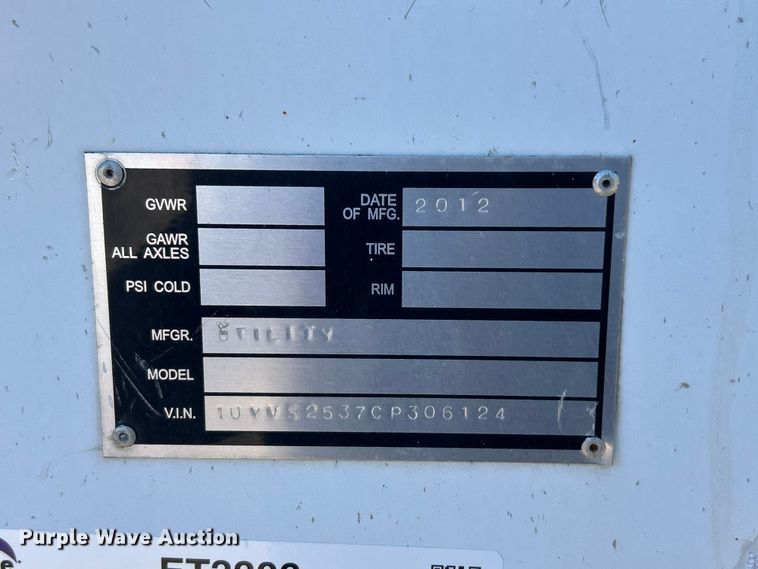 GVWR
DATE OF MFG. 2012
GAWR ALL AXLES
TIRE
PSI COLD
RIM
MFGR. UTILITY
MODEL
V.I.N. 1UYVS2537CP306124
Purple Wave Auction